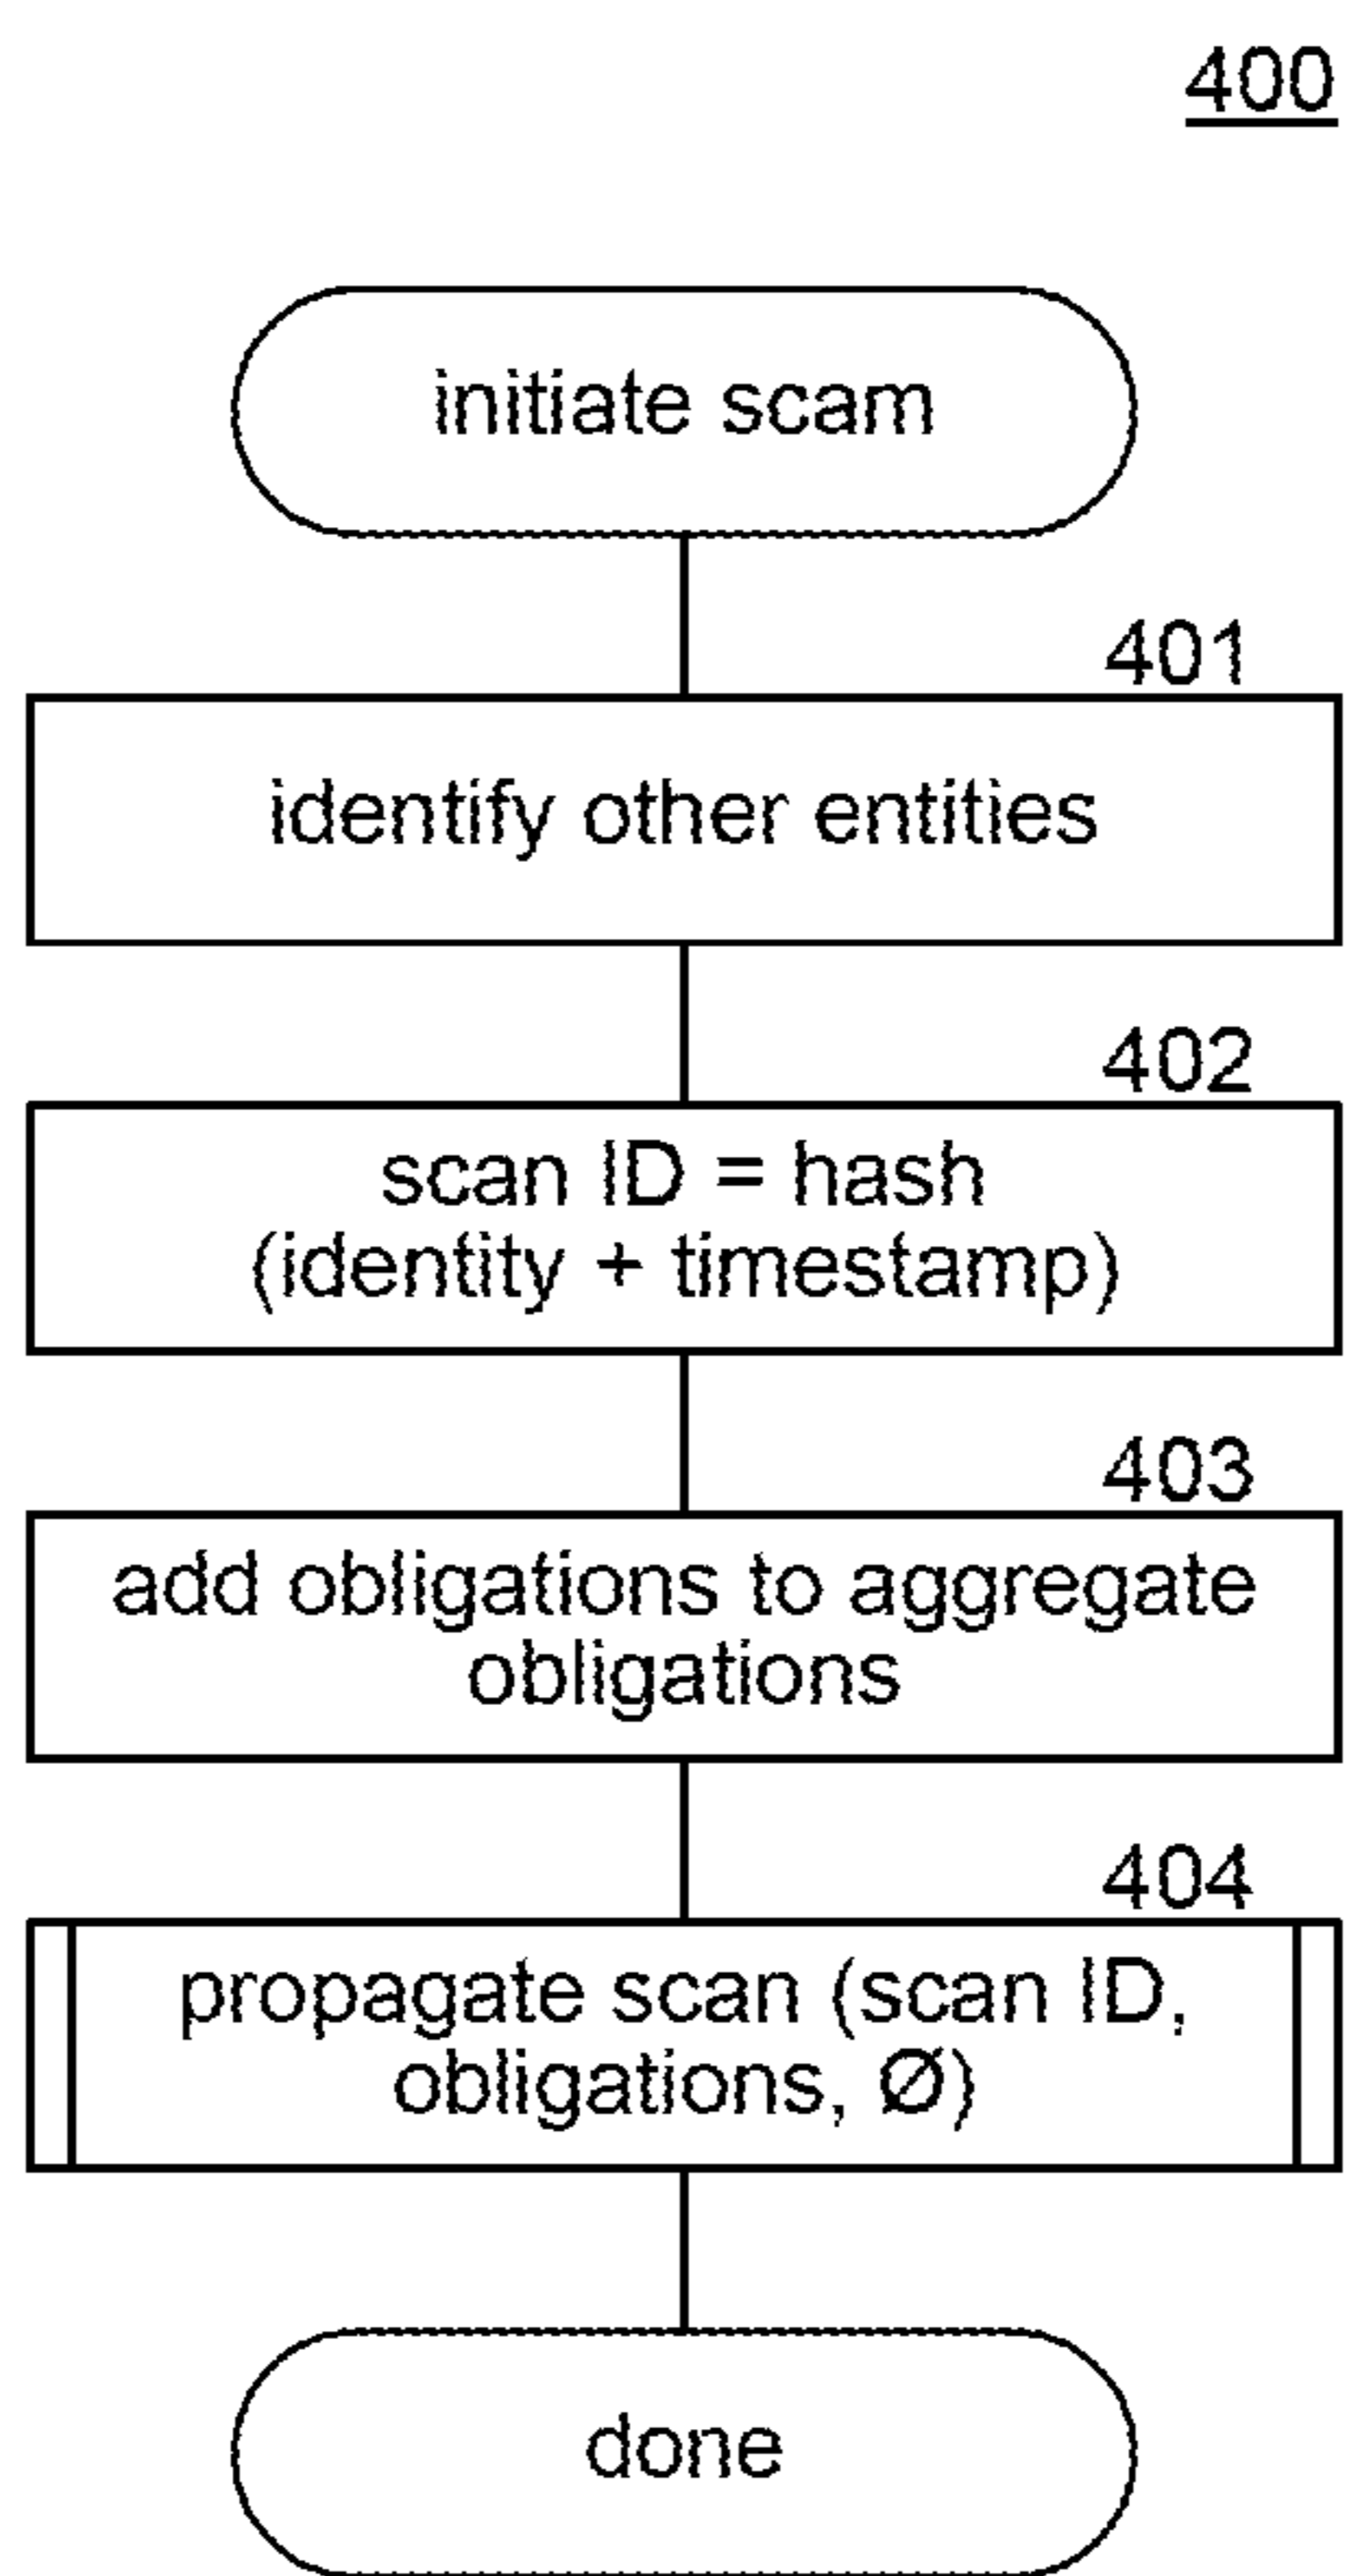 400
initiate scam
401
identify other entities
402
scan ID = hash
(identity + timestamp)
403
add obligations to aggregate
obligations
404
propagate scan (scan ID,
obligations, Ø)
done